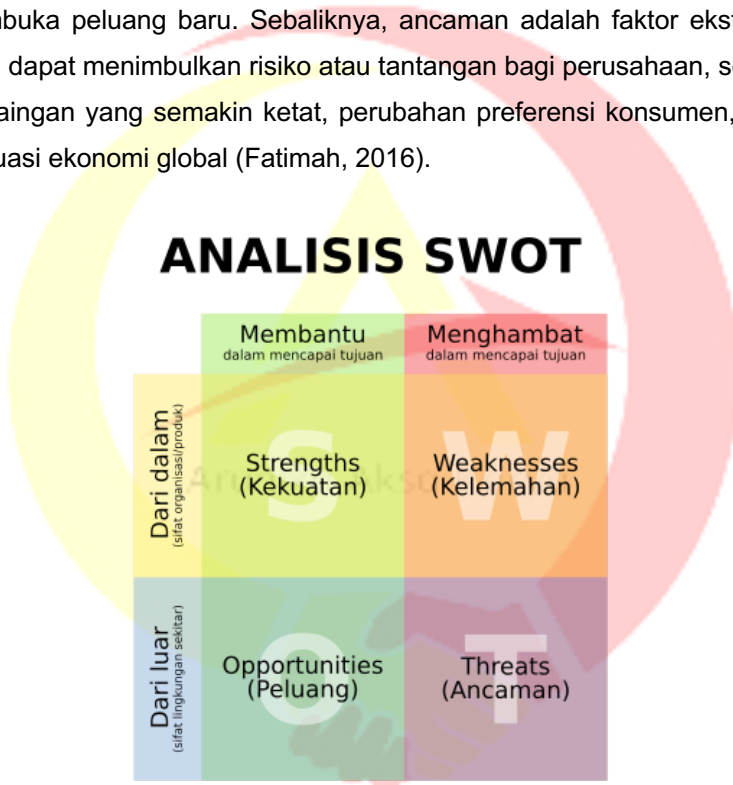 buka peluang baru. Sebaliknya, ancaman adalah faktor ekst
dapat menimbulkan risiko atau tantangan bagi perusahaan, se
aingan yang semakin ketat, perubahan preferensi konsumen,
uasi ekonomi global (Fatimah, 2016).
ANALISIS SWOT
Membantu
dalam mencapai tujuan
Menghambat
dalam mencapai tujuan
Dari dalam
(sifat organisasi/produk)
S
Strengths
(Kekuatan)
W
Weaknesses
(Kelemahan)
Dari luar
(sifat lingkungan sekitar)
O
Opportunities
(Peluang)
T
Threats
(Ancaman)